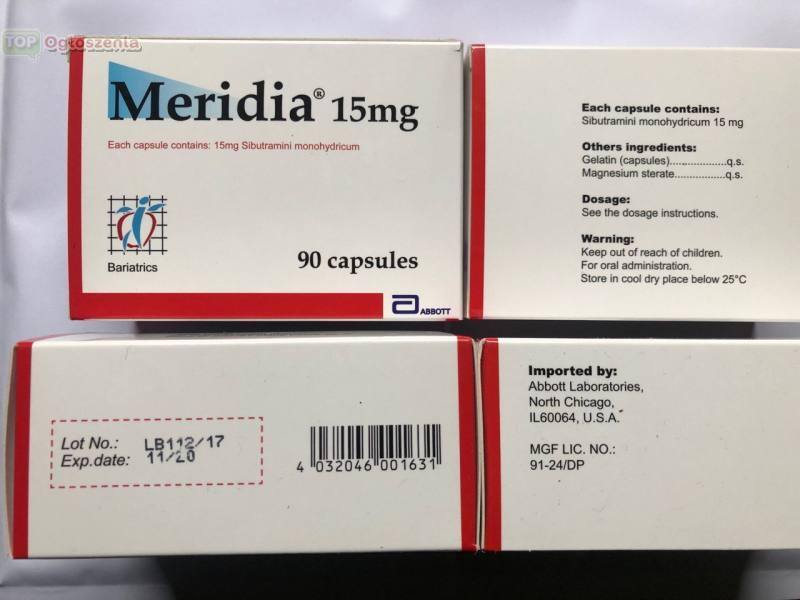 TOP Ogłoszenia
Meridia® 15mg
Each capsule contains: 15mg Sibutramini monohydricum
Bariatrics
90 capsules
ABBOTT
Each capsule contains:
Sibutramini monohydricum 15 mg
Others ingredients:
Gelatin (capsules)..................q.s.
Magnesium sterate................q.s.
Dosage:
See the dosage instructions.
Warning:
Keep out of reach of children.
For oral administration.
Store in cool dry place below 25°C
Lot No.: LB112/17
Exp.date: 11/20
4 032046 001631
Imported by:
Abbott Laboratories,
North Chicago,
IL60064, U.S.A.
MGF LIC. NO.:
91-24/DP